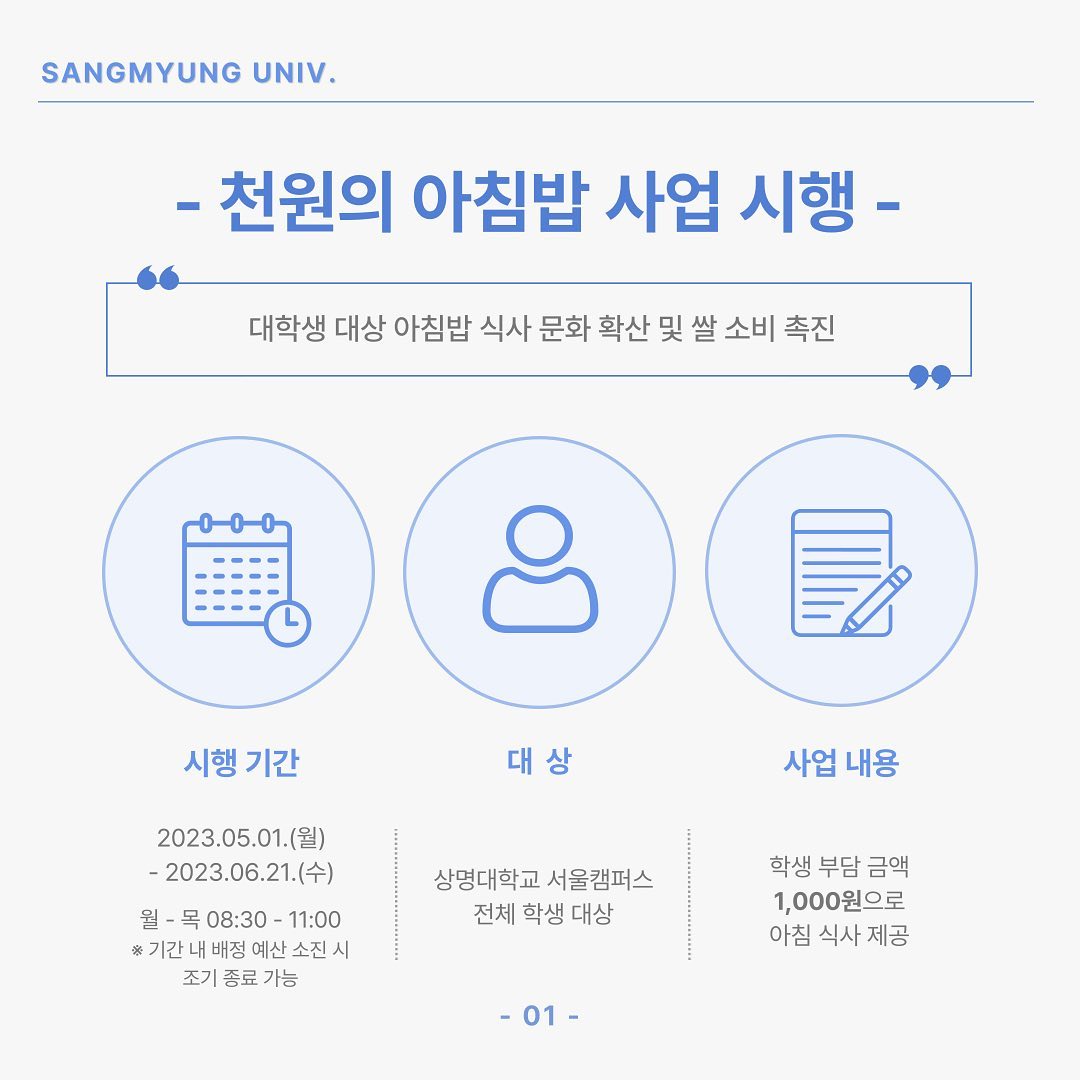 SANGMYUNG UNIV.
- 천원의 아침밥 사업 시행 -
❝
대학생 대상 아침밥 식사 문화 확산 및 쌀 소비 촉진
❞
시행 기간
2023.05.01.(월)
- 2023.06.21.(수)
월 - 목 08:30 - 11:00
※ 기간 내 배정 예산 소진 시
조기 종료 가능
대 상
상명대학교 서울캠퍼스
전체 학생 대상
사업 내용
학생 부담 금액
1,000원으로
아침 식사 제공
- 01 -